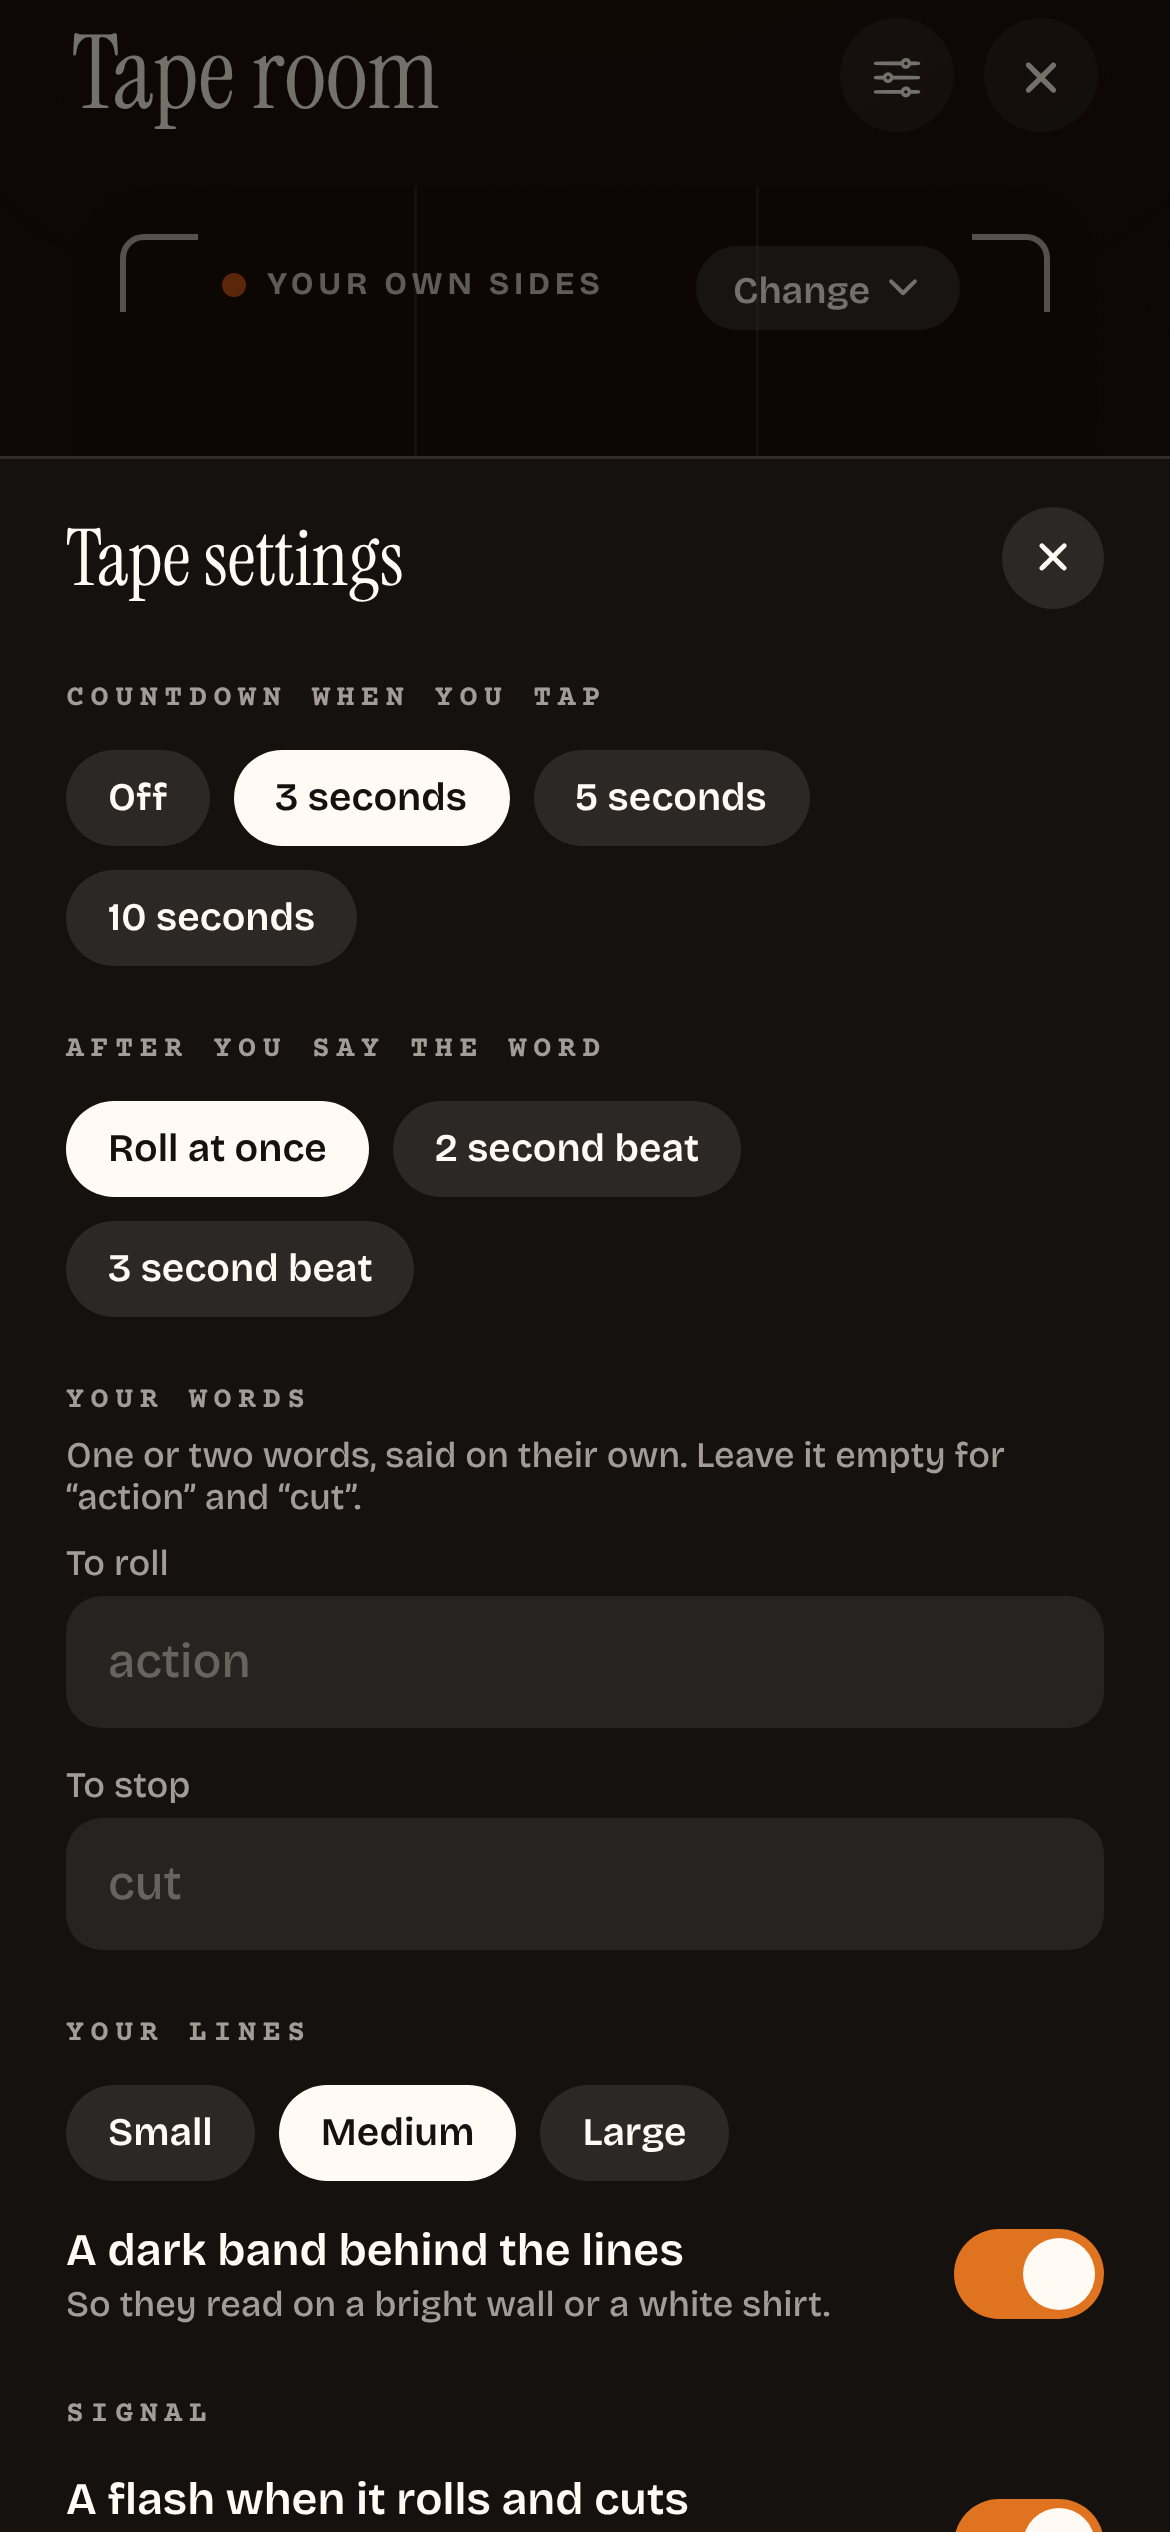 Tape room
YOUR OWN SIDES
Change
Tape settings
COUNTDOWN WHEN YOU TAP
Off
3 seconds
5 seconds
10 seconds
AFTER YOU SAY THE WORD
Roll at once
2 second beat
3 second beat
YOUR WORDS
One or two words, said on their own. Leave it empty for
“action” and “cut”.
To roll
action
To stop
cut
YOUR LINES
Small
Medium
Large
A dark band behind the lines
So they read on a bright wall or a white shirt.
SIGNAL
A flash when it rolls and cuts